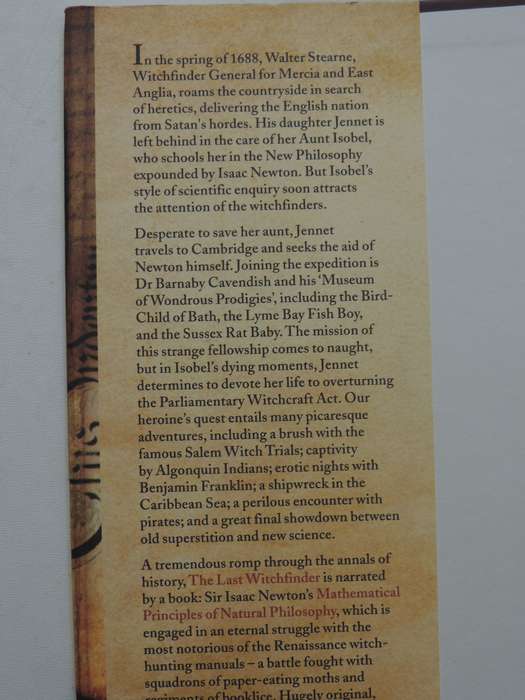 In the spring of 1688, Walter Stearne,
Witchfinder General for Mercia and East
Anglia, roams the countryside in search
of heretics, delivering the English nation
from Satan's hordes. His daughter Jennet is
left behind in the care of her Aunt Isobel,
who schools her in the New Philosophy
expounded by Isaac Newton. But Isobel's
style of scientific enquiry soon attracts
the attention of the witchfinders.
Desperate to save her aunt, Jennet
travels to Cambridge and seeks the aid of
Newton himself. Joining the expedition is
Dr Barnaby Cavendish and his 'Museum
of Wondrous Prodigies', including the Bird-
Child of Bath, the Lyme Bay Fish Boy,
and the Sussex Rat Baby. The mission of
this strange fellowship comes to naught,
but in Isobel's dying moments, Jennet
determines to devote her life to overturning
the Parliamentary Witchcraft Act. Our
heroine's quest entails many picaresque
adventures, including a brush with the
famous Salem Witch Trials; captivity
by Algonquin Indians; erotic nights with
Benjamin Franklin; a shipwreck in the
Caribbean Sea; a perilous encounter with
pirates; and a great final showdown between
old superstition and new science.
A tremendous romp through the annals of
history, The Last Witchfinder is narrated
by a book: Sir Isaac Newton's Mathematical
Principles of Natural Philosophy, which is
engaged in an eternal struggle with the
most notorious of the Renaissance witch-
hunting manuals – a battle fought with
squadrons of paper-eating moths and
regiments of booklice. Hugely original,